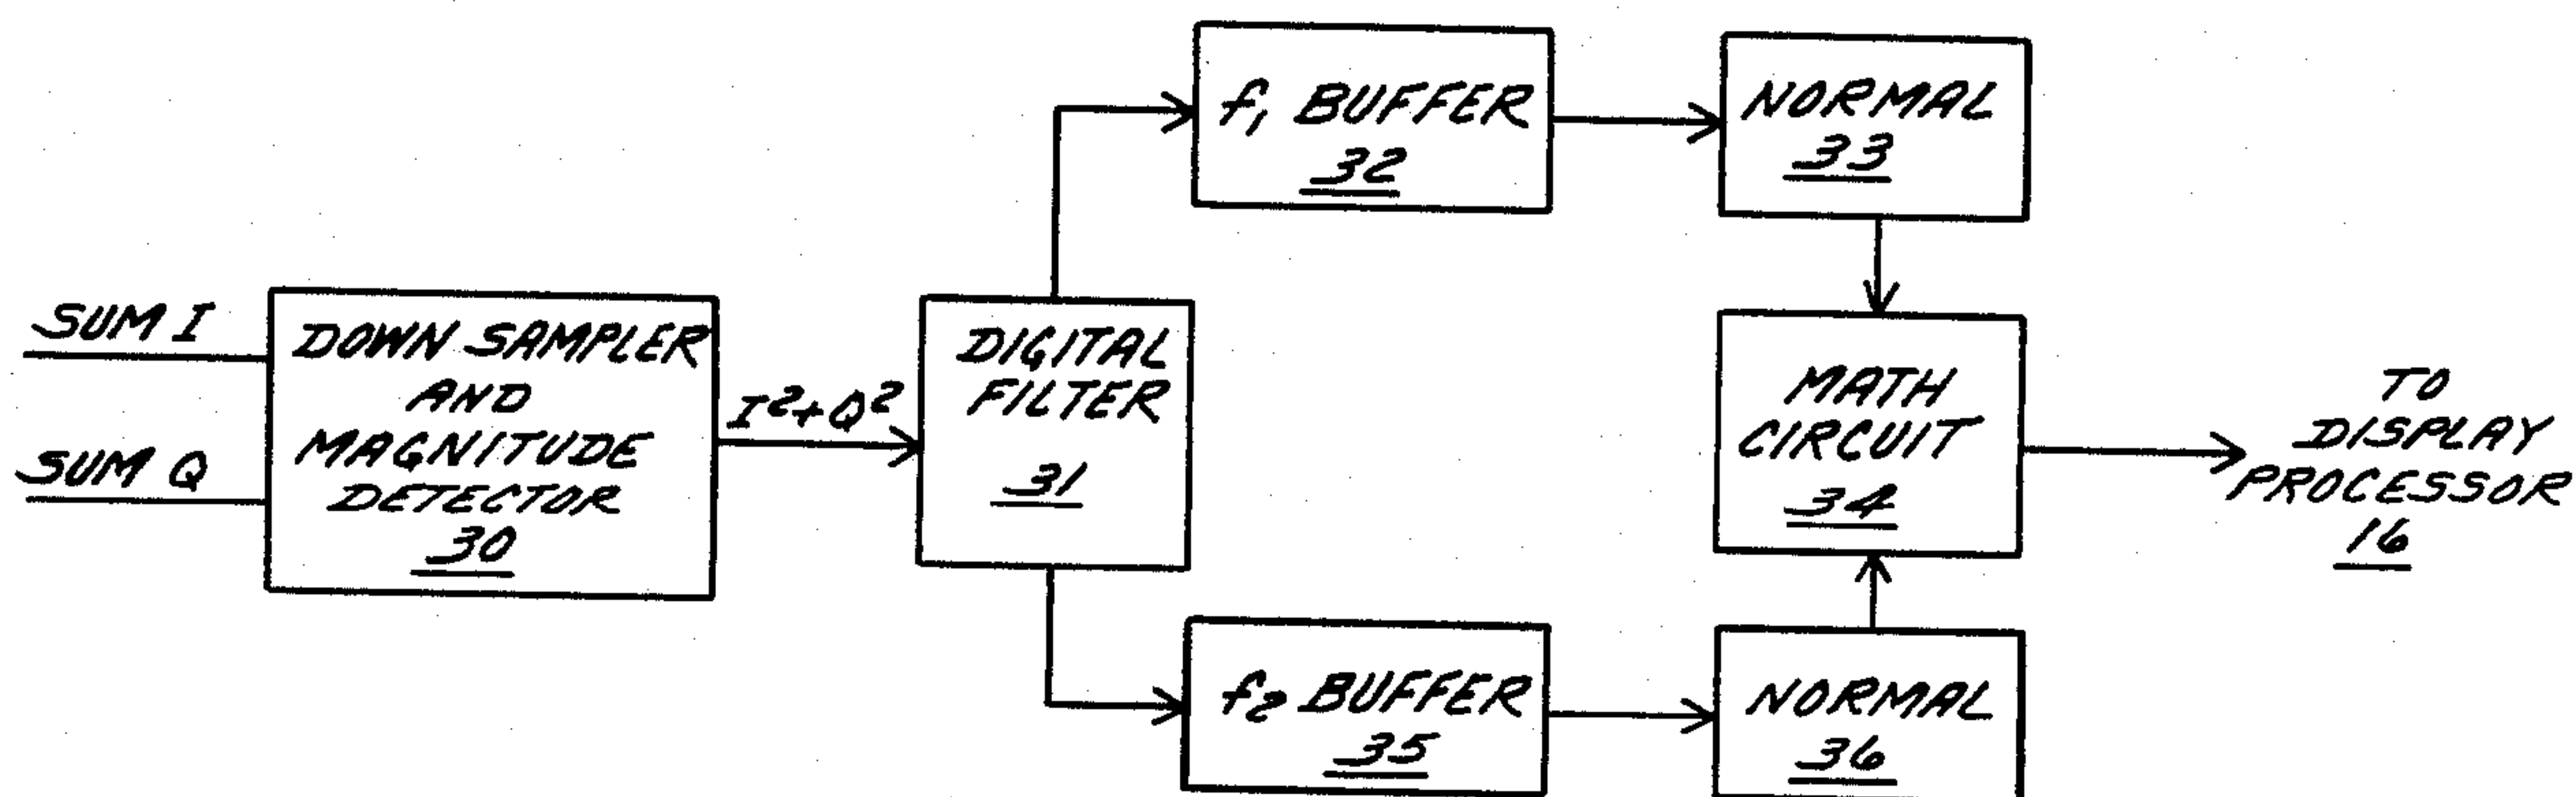 SUM I
SUM Q
DOWN SAMPLER
AND
MAGNITUDE
DETECTOR
30
I²+Q²
DIGITAL
FILTER
31
f₁ BUFFER
32
NORMAL
33
MATH
CIRCUIT
34
f₂ BUFFER
35
NORMAL
36
TO
DISPLAY
PROCESSOR
16